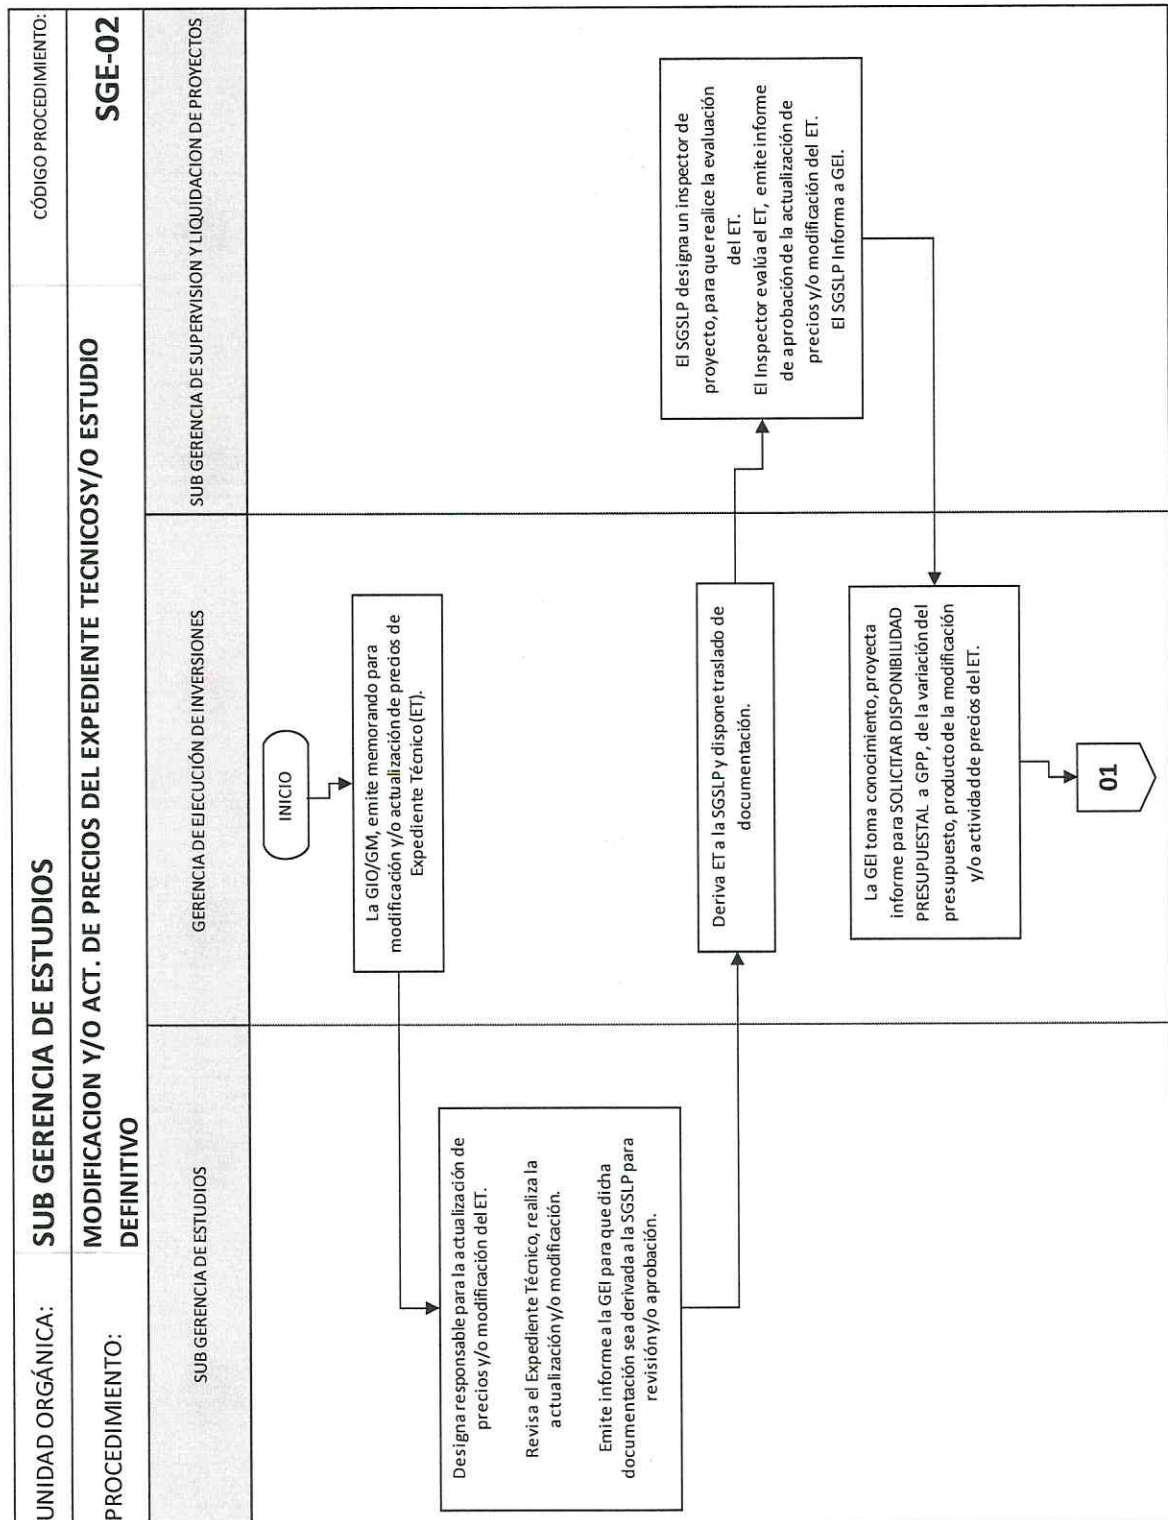 UNIDAD ORGÁNICA:
SUB GERENCIA DE ESTUDIOS
CÓDIGO PROCEDIMIENTO:
PROCEDIMIENTO:
MODIFICACION Y/O ACT. DE PRECIOS DEL EXPEDIENTE TECNICOSY/O ESTUDIO
DEFINITIVO
SGE-02
SUB GERENCIA DE ESTUDIOS
GERENCIA DE EJECUCIÓN DE INVERSIONES
SUB GERENCIA DE SUPERVISION Y LIQUIDACION DE PROYECTOS
INICIO
La GIO/GM, emite memorando para
modificación y/o actualización de precios de
Expediente Técnico (ET).
Designa responsable para la actualización de
precios y/o modificación del ET.
Revisa el Expediente Técnico, realiza la
actualización y/o modificación.
Emite informe a la GEI para que dicha
documentación sea derivada a la SGSLP para
revisión y/o aprobación.
Deriva ET a la SGSLP y dispone traslado de
documentación.
El SGSLP designa un inspector de
proyecto, para que realice la evaluación
del ET.
El Inspector evalúa el ET, emite informe
de aprobación de la actualización de
precios y/o modificación del ET.
El SGSLP Informa a GEI.
La GEI toma conocimiento, proyecta
informe para SOLICITAR DISPONIBILIDAD
PRESUPUESTAL a GPP, de la variación del
presupuesto, producto de la modificación
y/o actividad de precios del ET.
01